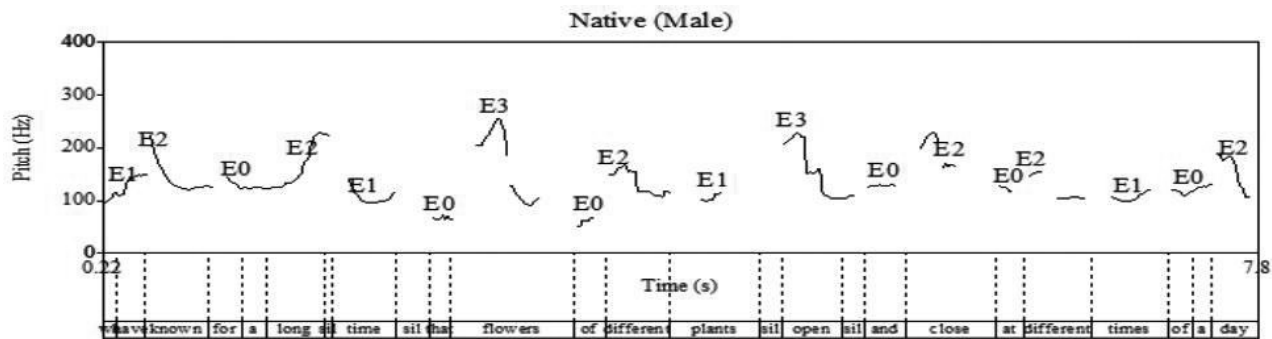 Native (Male)
400
300
200
100
0
Pitch (Hz)
E1 E2 E0 E2 E1 E0 E3 E0 E2 E1 E3 E0 E2 E0 E2 E1 E0 E2
0.22 7.8
Time (s)
have known for a long sil time sil that flowers of different plants sil open sil and close at different times of a day